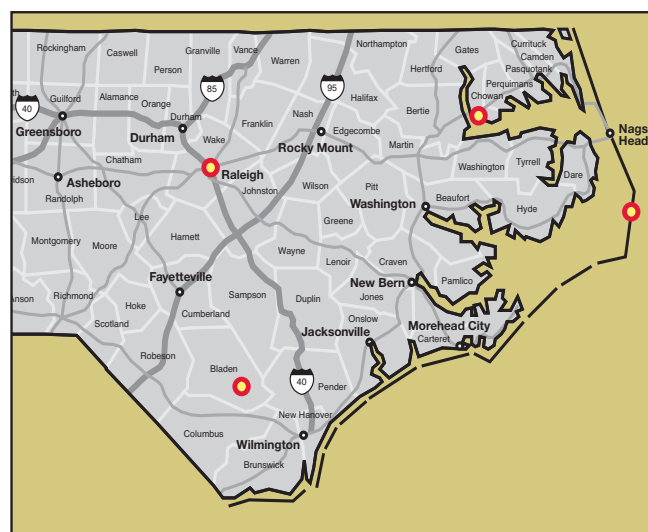 Rockingham
Caswell
Granville
Person
Vance
Warren
Northampton
Gates
Currituck
Camden
Pasquotank
Perquimans
Chowan
Hertford
Halifax
Bertie
85
95
40
Guilford
Greensboro
Alamance
Orange
Durham
Durham
Wake
Franklin
Nash
Edgecombe
Rocky Mount
Martin
Washington
Tyrrell
Dare
Nags
Head
Chatham
Raleigh
Johnston
Wilson
Pitt
Asheboro
Randolph
Washington
Beaufort
Hyde
Lee
Greene
Montgomery
Moore
Harnett
Wayne
Lenoir
Craven
Pamlico
Fayetteville
New Bern
Jones
Richmond
Hoke
Cumberland
Sampson
Duplin
Onslow
Scotland
Jacksonville
Morehead City
Carteret
Robeson
Bladen
40
Pender
New Hanover
Columbus
Wilmington
Brunswick